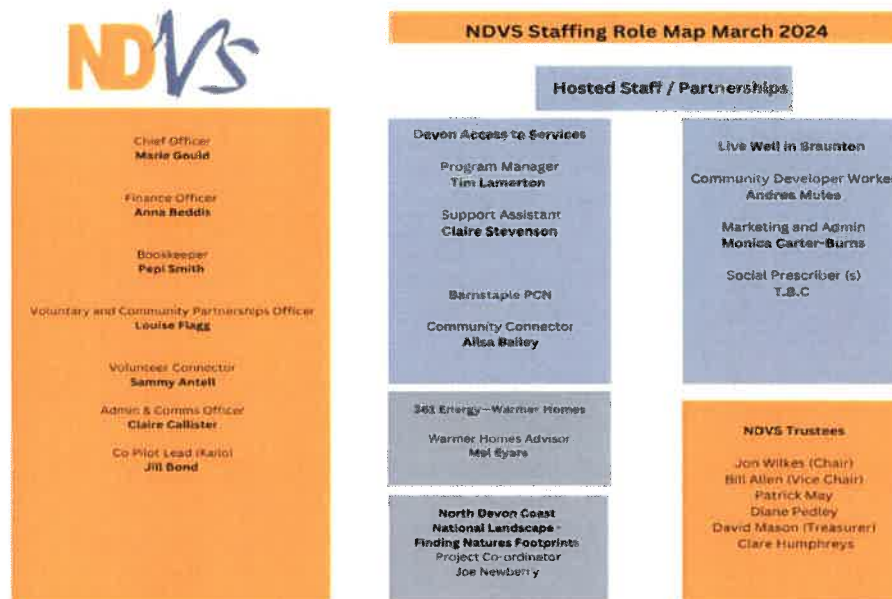 NDVS
NDVS Staffing Role Map March 2024
Hosted Staff / Partnerships
Chief Officer
Marie Gould
Finance Officer
Anna Beddis
Bookkeeper
Pepi Smith
Voluntary and Community Partnerships Officer
Louise Flagg
Volunteer Connector
Sammy Antell
Admin & Comms Officer
Claire Callister
Co Pilot Lead (Kailo)
Jill Bond
Devon Access to Services
Program Manager
Tim Lamerton
Support Assistant
Claire Stevenson
Barnstaple PCN
Community Connector
Ailsa Bailey
361 Energy-Warmer Homes
Warmer Homes Advisor
Mel Eyars
North Devon Coast
National Landscape -
Finding Natures Footprints
Project Co-ordinator
Joe Newberry
Live Well in Braunton
Community Developer Worker
Andrea Mules
Marketing and Admin
Monica Carter-Burns
Social Prescriber (s)
T.B.C
NDVS Trustees
Jon Wilkes (Chair)
Bill Allen (Vice Chair)
Patrick May
Diane Pedley
David Mason (Treasurer)
Clare Humphreys